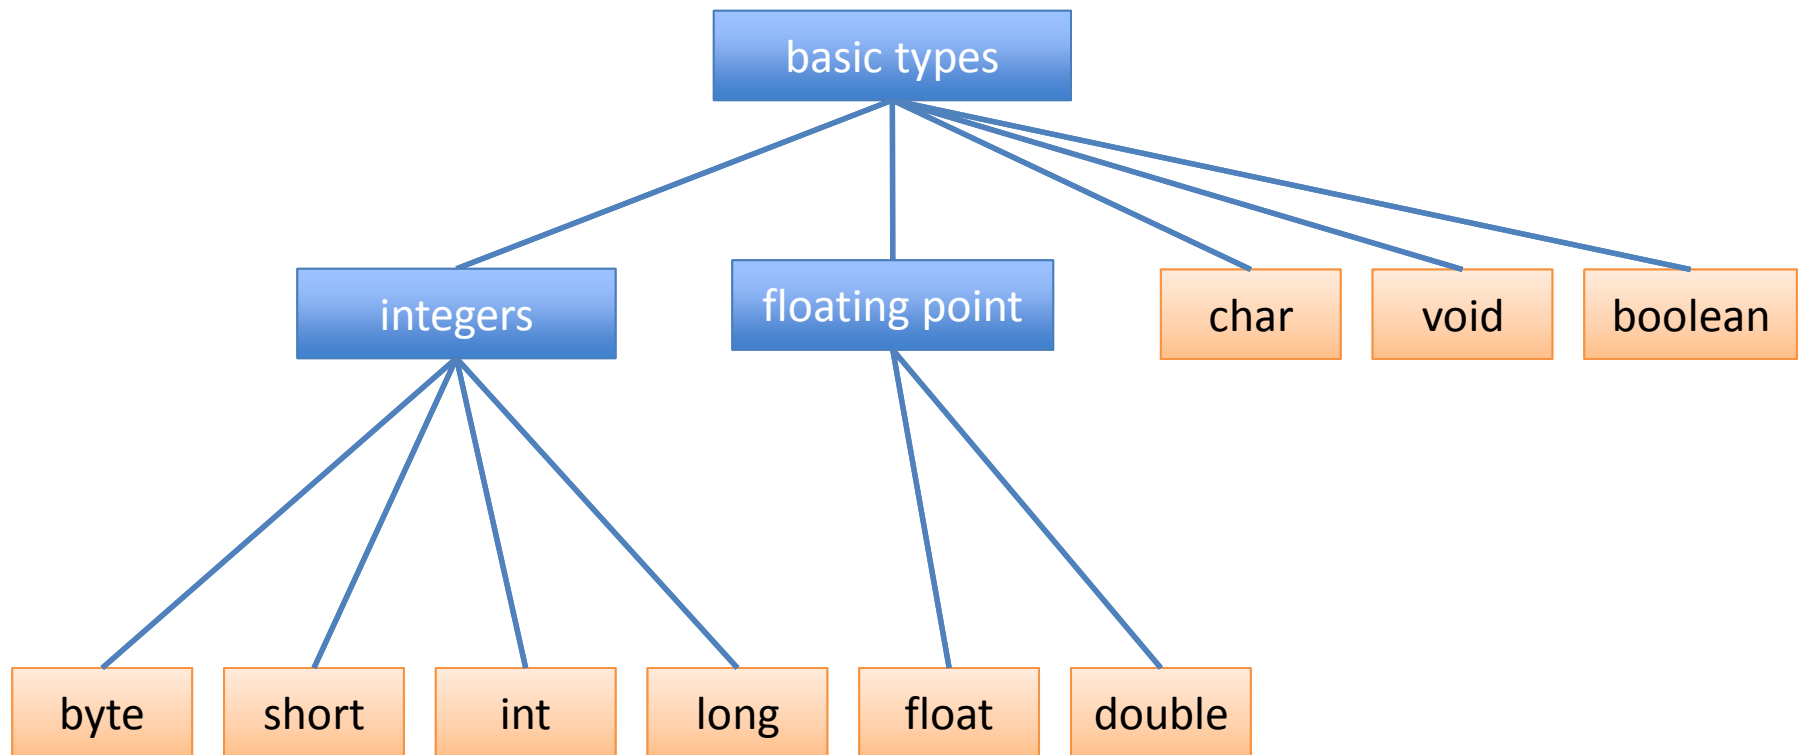 basic types
integers
floating point
char
void
boolean
byte
short
int
long
float
double